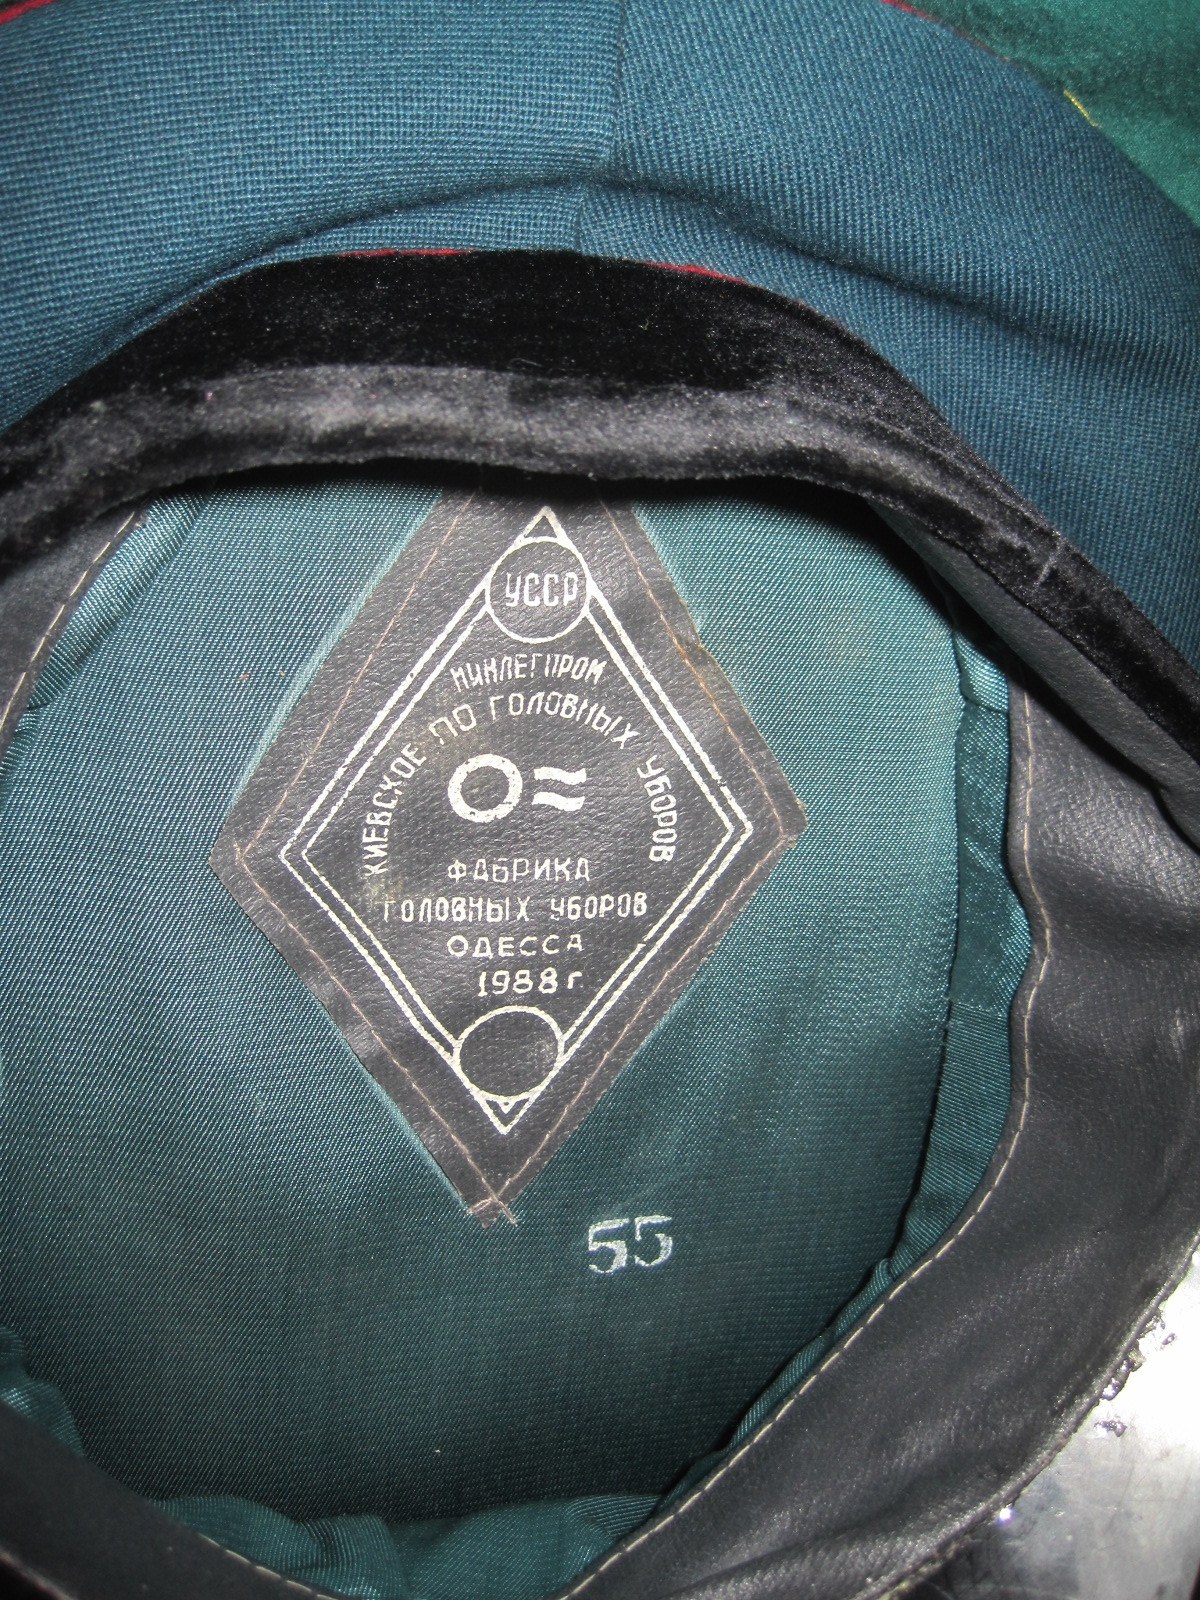 УССР
МИНЛЕГПРОМ
КИЕВСКОЕ ПО ГОЛОВНЫХ УБОРОВ
ФАБРИКА
ГОЛОВНЫХ УБОРОВ
ОДЕССА
1988 г.
55